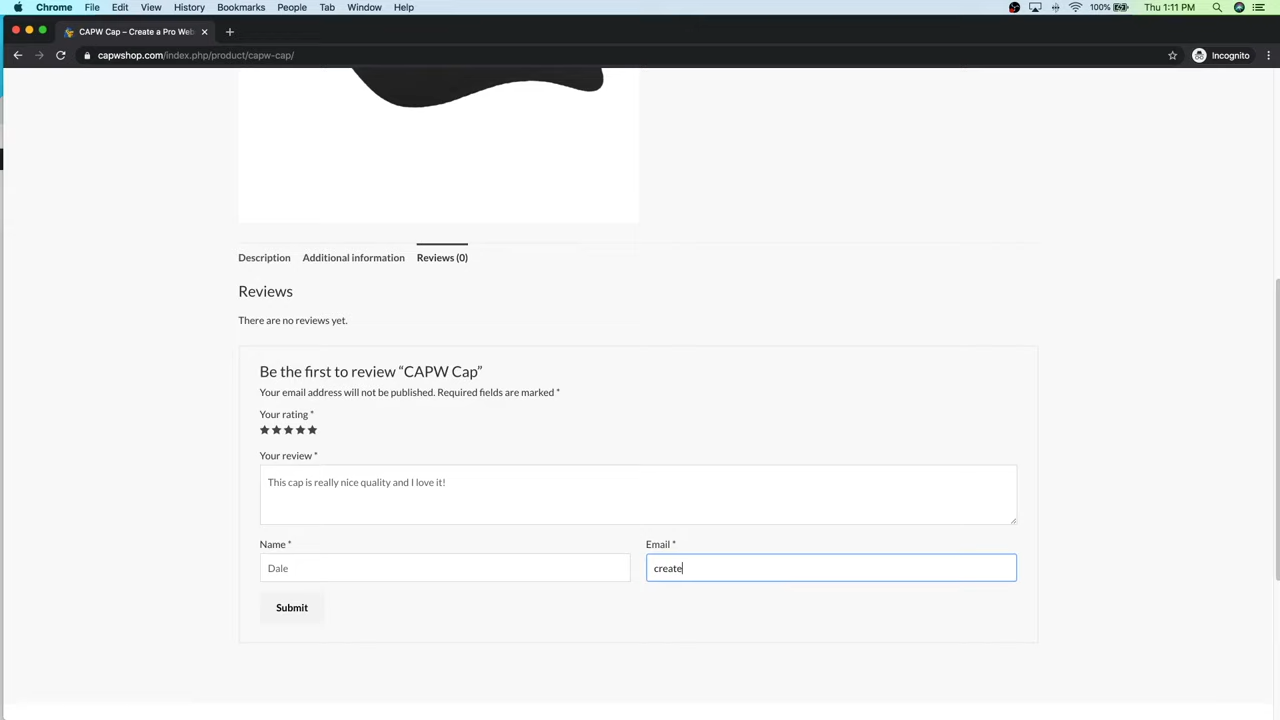 Chrome File Edit View History Bookmarks People Tab Window Help 100% Thu 1:11 PM
CAPW Cap – Create a Pro Web
capwshop.com/index.php/product/capw-cap/ Incognito
Description Additional information Reviews (0)
Reviews
There are no reviews yet.
Be the first to review “CAPW Cap”
Your email address will not be published. Required fields are marked *
Your rating *
Your review *
This cap is really nice quality and I love it!
Name * Email *
Dale create
Submit